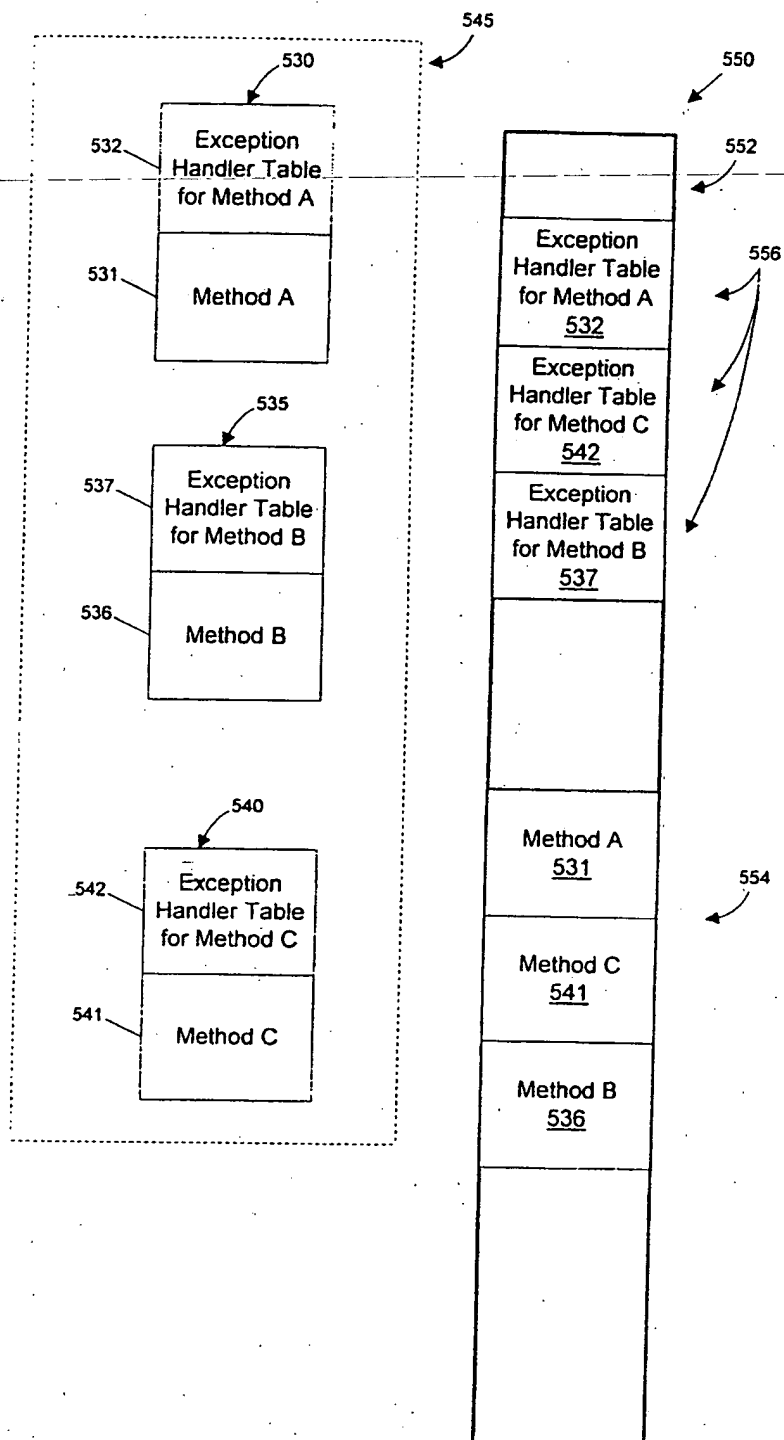 545
530
532
Exception
Handler Table
for Method A
531
Method A
535
537
Exception
Handler Table
for Method B
536
Method B
540
542
Exception
Handler Table
for Method C
541
Method C
550
552
Exception
Handler Table
for Method A
532
556
Exception
Handler Table
for Method C
542
Exception
Handler Table
for Method B
537
Method A
531
554
Method C
541
Method B
536